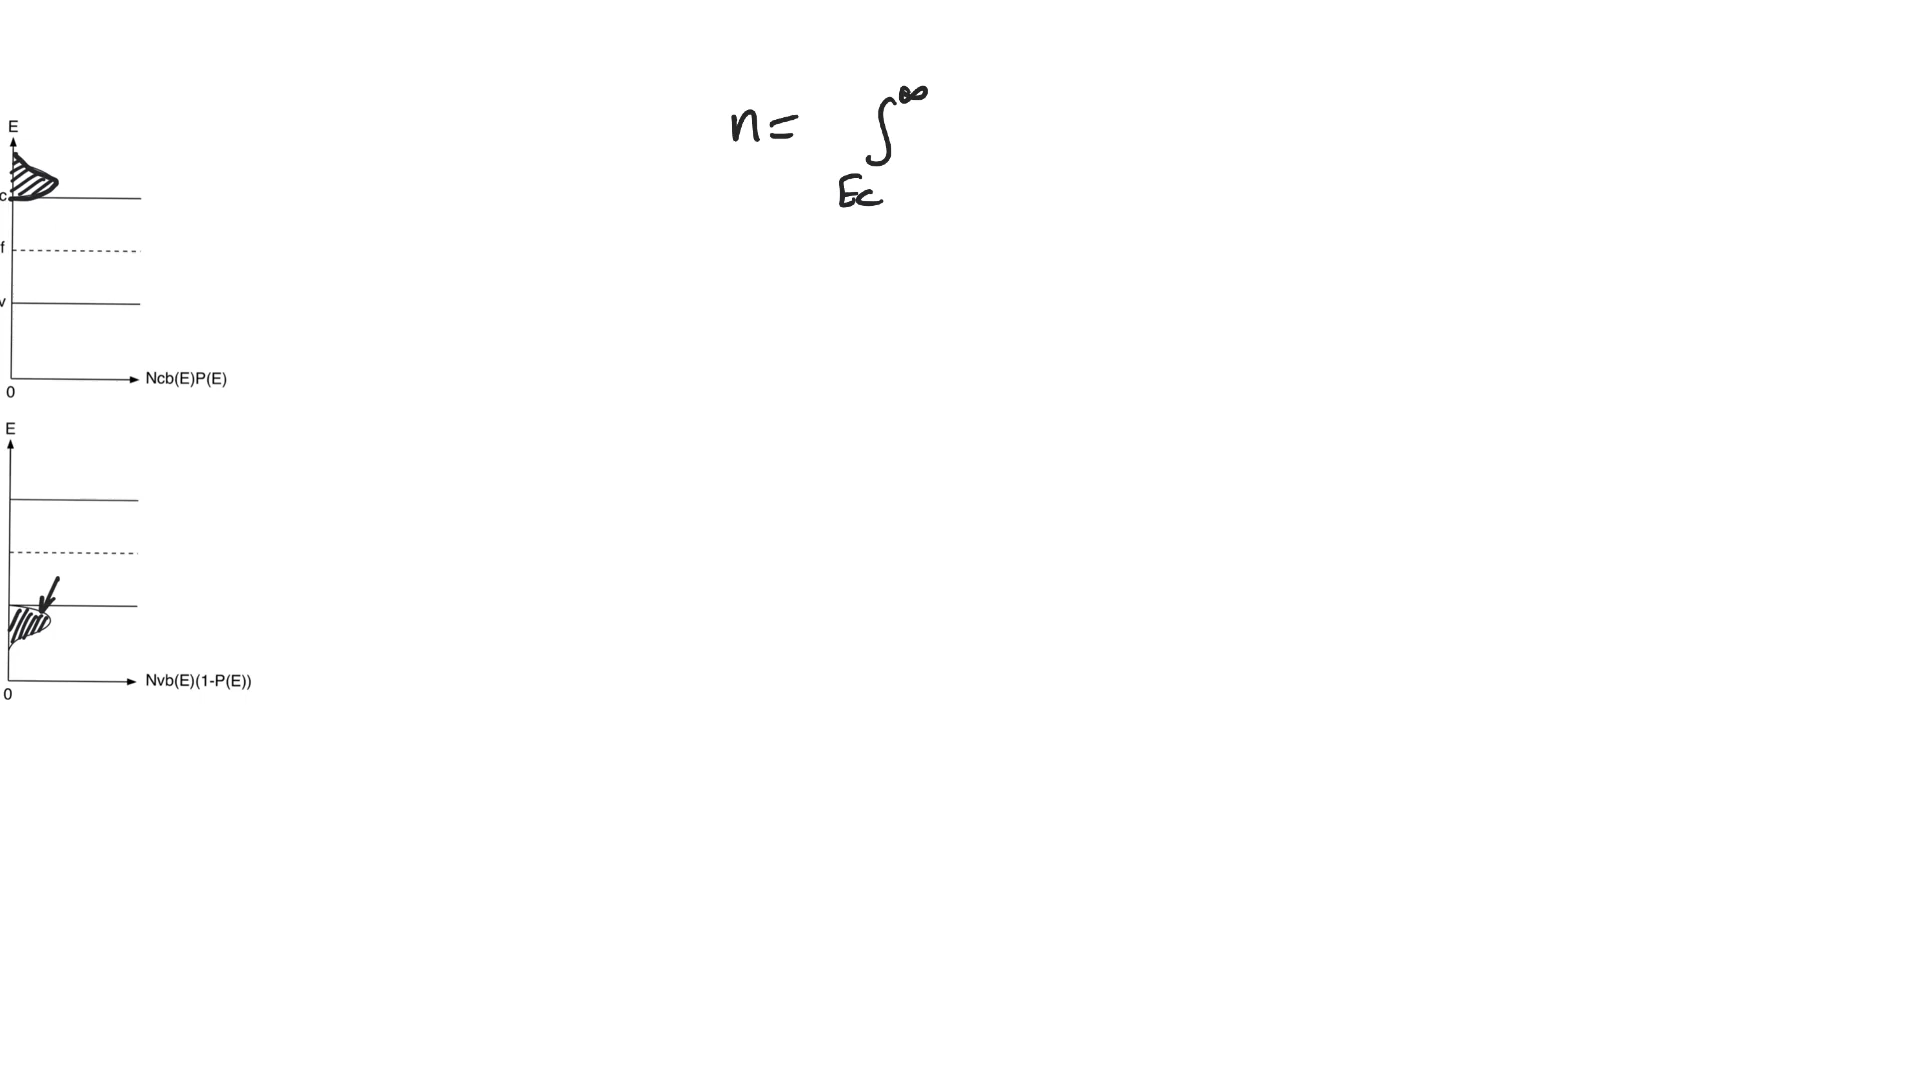 E
n = ∫ ∞
Ec
c
f
v
Ncb(E)P(E)
0
E
Nvb(E)(1-P(E))
0